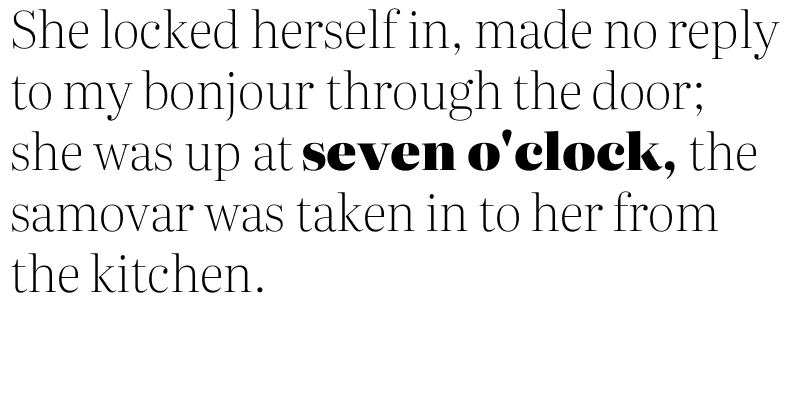 She locked herself in, made no reply
to my bonjour through the door;
she was up at seven o'clock, the
samovar was taken in to her from
the kitchen.